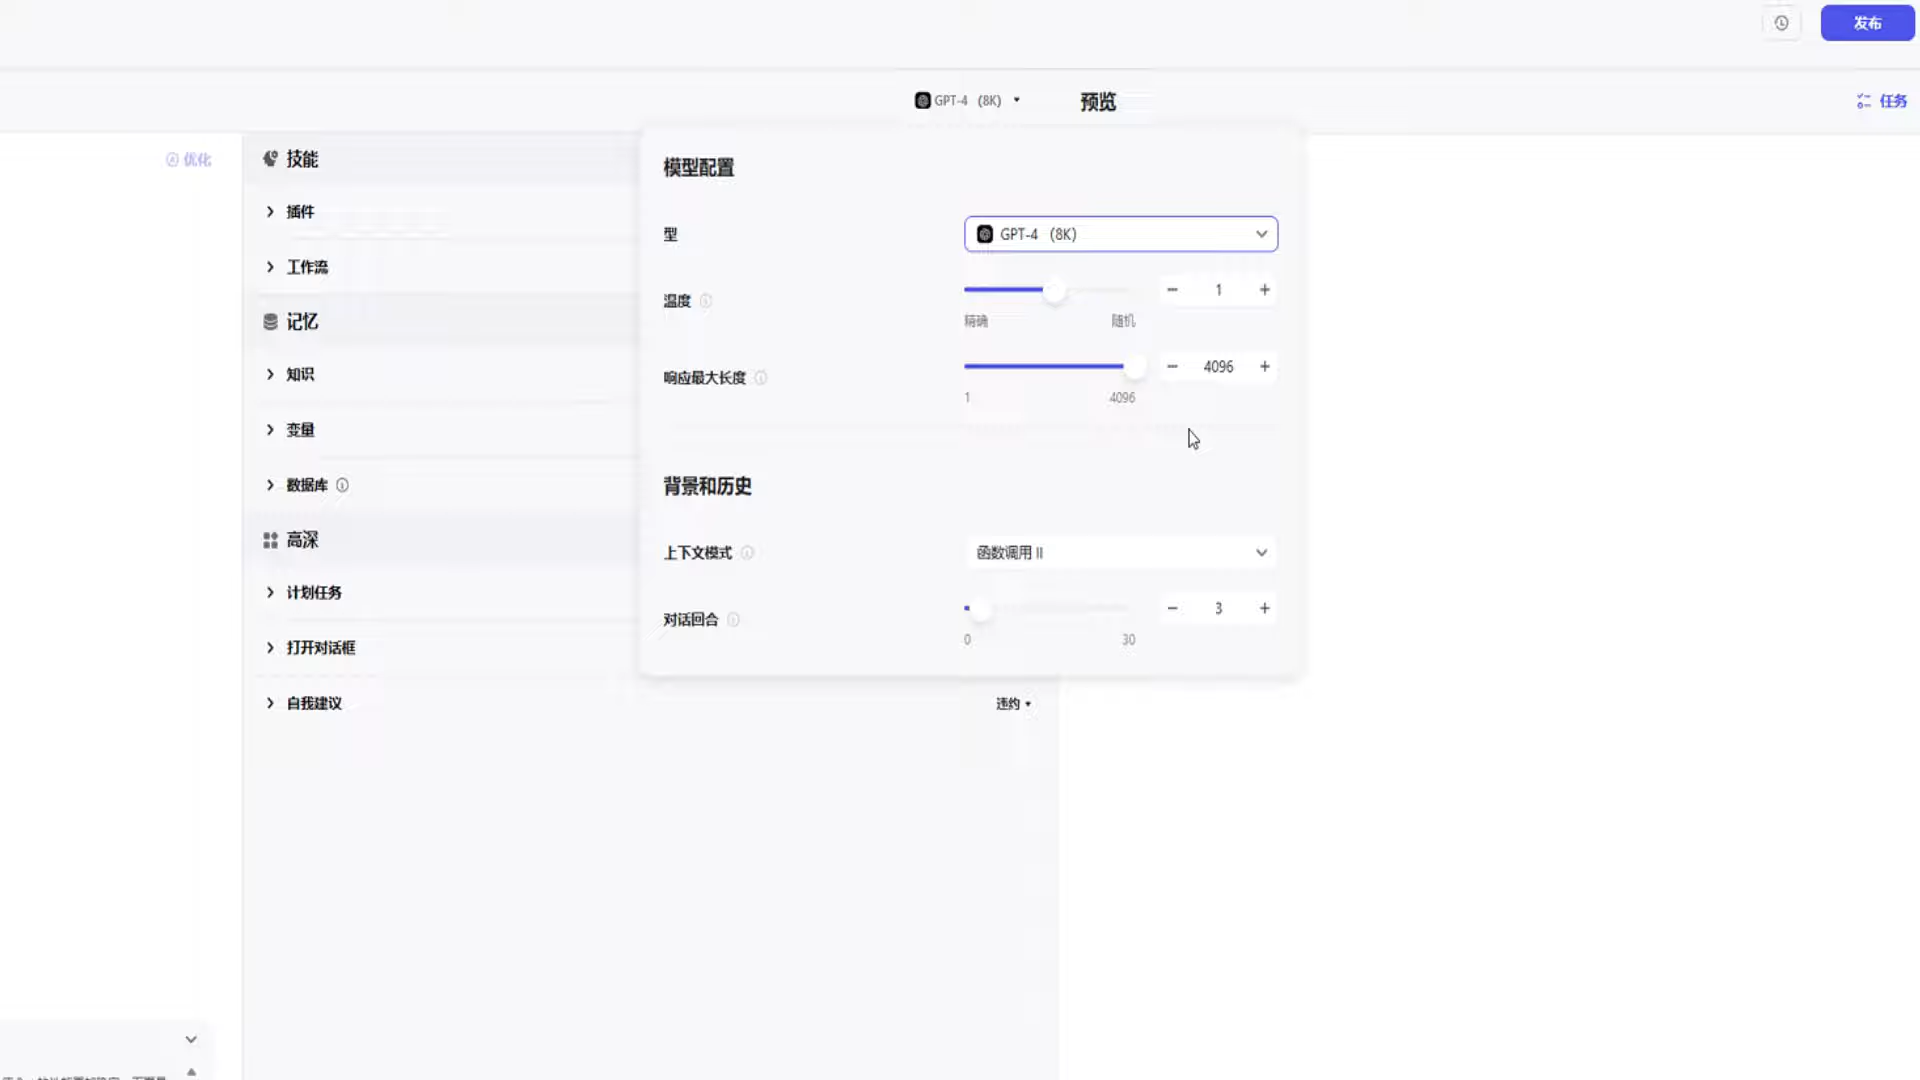 发布
GPT-4 (8K)
预览
任务
优化
技能
插件
工作流
记忆
知识
变量
数据库
高深
计划任务
打开对话框
自我建议
违约
模型配置
型
GPT-4 (8K)
温度
1
精确
随机
响应最大长度
4096
1
4096
背景和历史
上下文模式
函数调用 II
对话回合
3
0
30